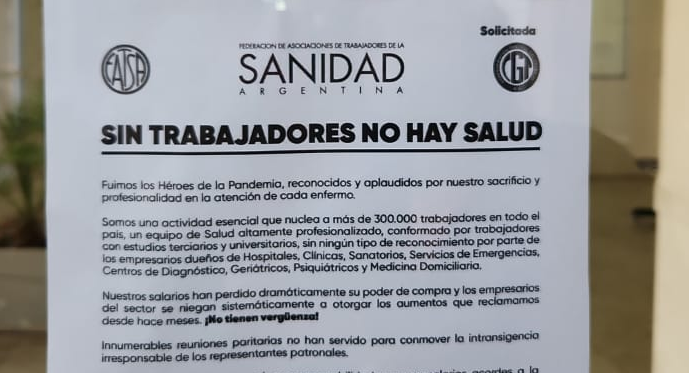 Solicitada
FATSA
FEDERACION DE ASOCIACIONES DE TRABAJADORES DE LA
SANIDAD
ARGENTINA
CGT
SIN TRABAJADORES NO HAY SALUD
Fuimos los Héroes de la Pandemia, reconocidos y aplaudidos por nuestro sacrificio y
profesionalidad en la atención de cada enfermo.
Somos una actividad esencial que nuclea a más de 300.000 trabajadores en todo el
país, un equipo de Salud altamente profesionalizado, conformado por trabajadores
con estudios terciarios y universitarios, sin ningún tipo de reconocimiento por parte de
los empresarios dueños de Hospitales, Clínicas, Sanatorios, Servicios de Emergencias,
Centros de Diagnóstico, Geriátricos, Psiquiátricos y Medicina Domiciliaria.
Nuestros salarios han perdido dramáticamente su poder de compra y los empresarios
del sector se niegan sistemáticamente a otorgar los aumentos que reclamamos
desde hace meses. ¡No tienen vergüenza!
Innumerables reuniones paritarias no han servido para conmover la intransigencia
irresponsable de los representantes patronales.
a la